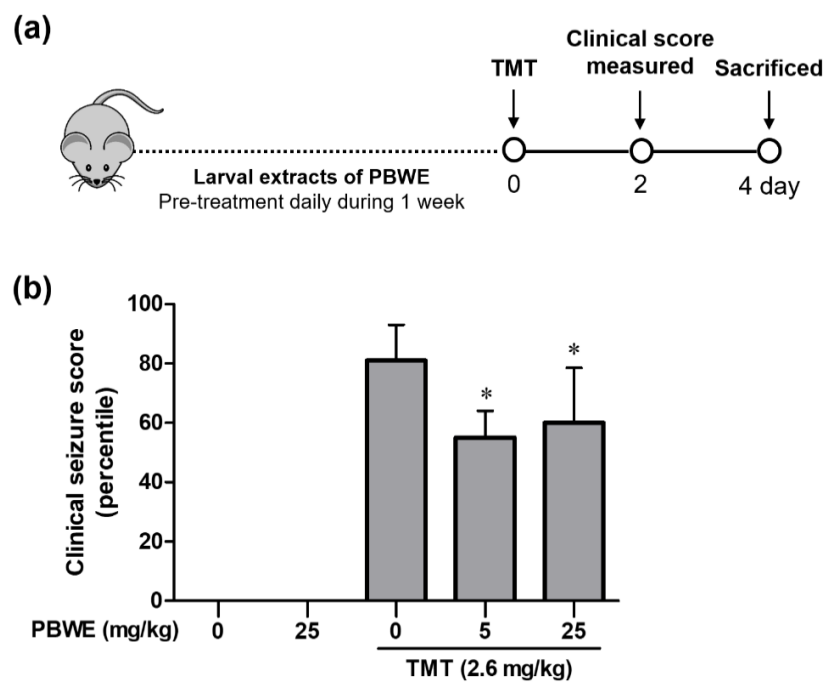 (a)
TMT
Clinical score
measured
Sacrificed
Larval extracts of PBWE
Pre-treatment daily during 1 week
0
2
4 day
(b)
Clinical seizure score
(percentile)
100
80
60
40
20
0
*
*
PBWE (mg/kg) 0 25 0 5 25
TMT (2.6 mg/kg)